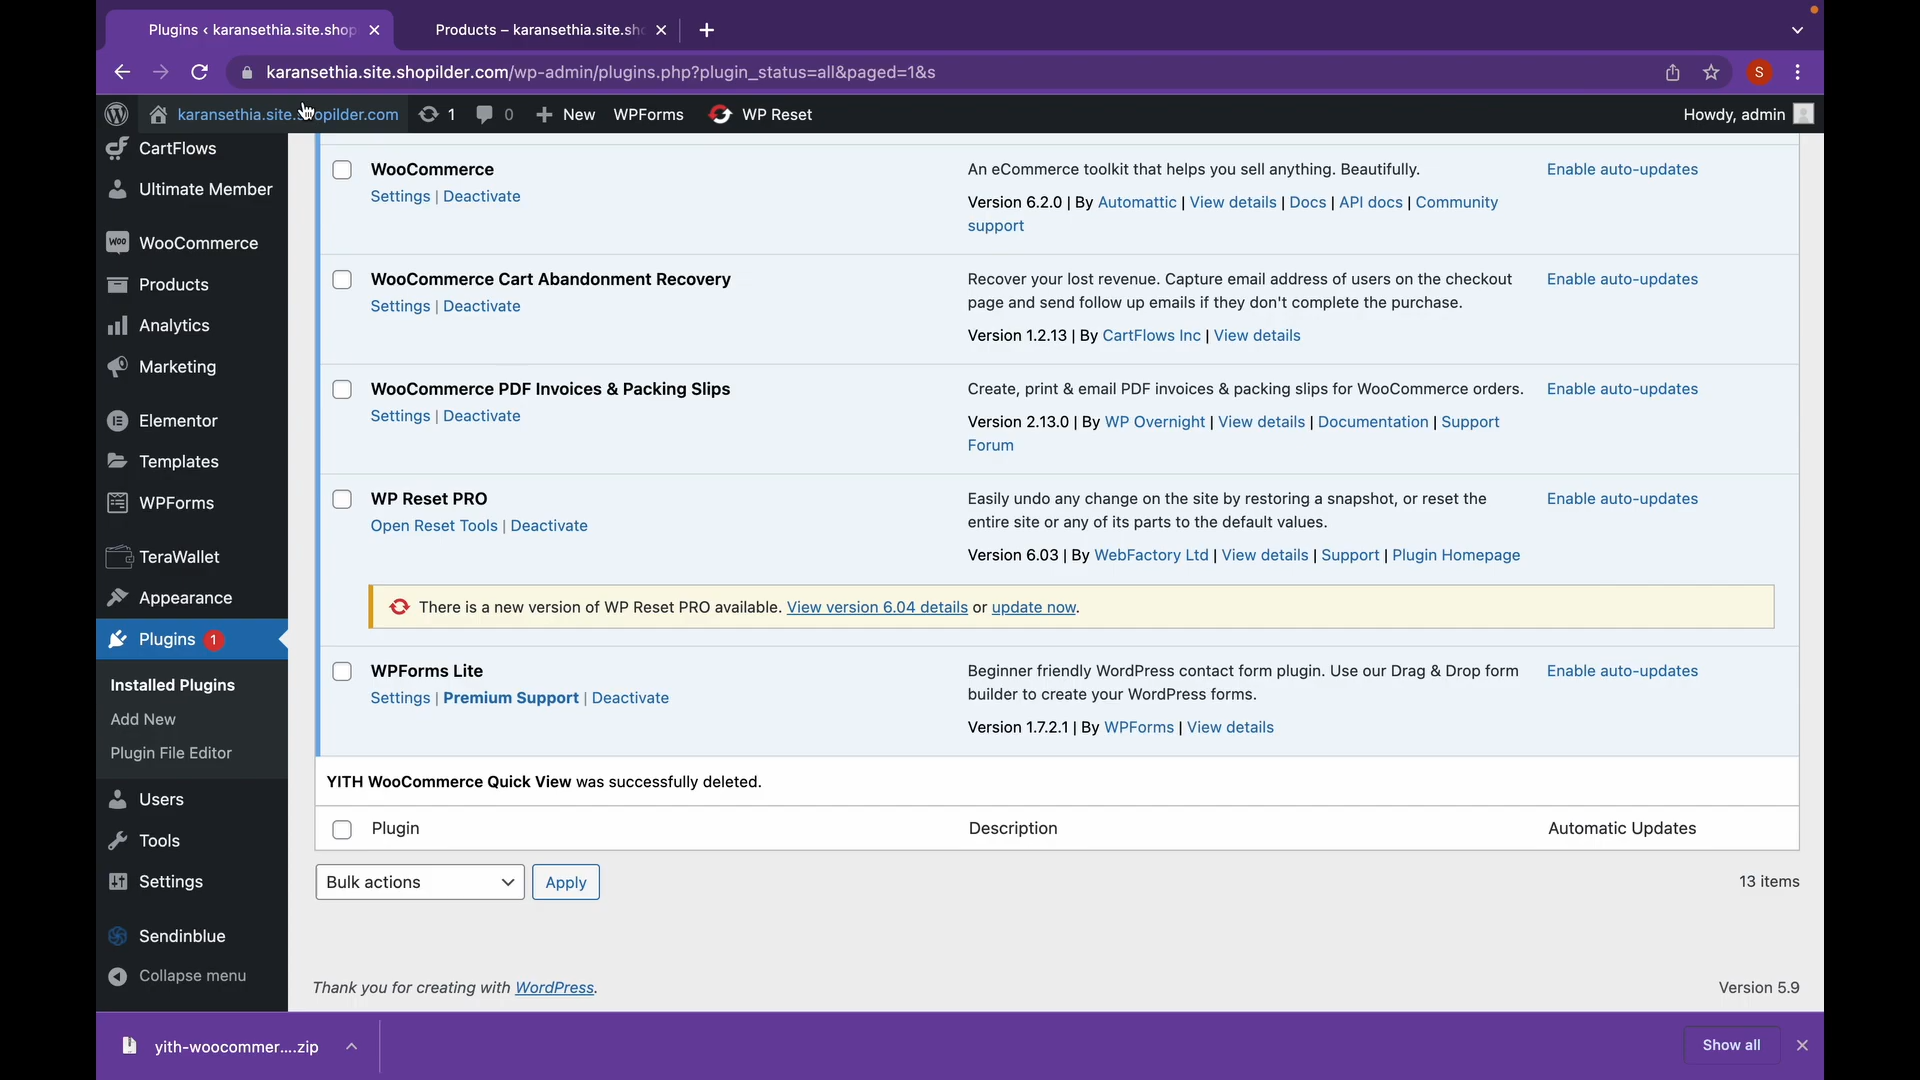 Plugins ‹ karansethia.site.shop
Products – karansethia.site.sho
karansethia.site.shopilder.com/wp-admin/plugins.php?plugin_status=all&paged=1&s
S
karansethia.site.shopilder.com
1
0
New
WPForms
WP Reset
Howdy, admin
CartFlows
Ultimate Member
WooCommerce
Products
Analytics
Marketing
Elementor
Templates
WPForms
TeraWallet
Appearance
Plugins 1
Installed Plugins
Add New
Plugin File Editor
Users
Tools
Settings
Sendinblue
Collapse menu
WooCommerce
Settings | Deactivate
An eCommerce toolkit that helps you sell anything. Beautifully.
Version 6.2.0 | By Automattic | View details | Docs | API docs | Community
support
Enable auto-updates
WooCommerce Cart Abandonment Recovery
Settings | Deactivate
Recover your lost revenue. Capture email address of users on the checkout
page and send follow up emails if they don't complete the purchase.
Version 1.2.13 | By CartFlows Inc | View details
Enable auto-updates
WooCommerce PDF Invoices & Packing Slips
Settings | Deactivate
Create, print & email PDF invoices & packing slips for WooCommerce orders.
Version 2.13.0 | By WP Overnight | View details | Documentation | Support
Forum
Enable auto-updates
WP Reset PRO
Open Reset Tools | Deactivate
Easily undo any change on the site by restoring a snapshot, or reset the
entire site or any of its parts to the default values.
Version 6.03 | By WebFactory Ltd | View details | Support | Plugin Homepage
Enable auto-updates
There is a new version of WP Reset PRO available. View version 6.04 details or update now.
WPForms Lite
Settings | Premium Support | Deactivate
Beginner friendly WordPress contact form plugin. Use our Drag & Drop form
builder to create your WordPress forms.
Version 1.7.2.1 | By WPForms | View details
Enable auto-updates
YITH WooCommerce Quick View was successfully deleted.
Plugin
Description
Automatic Updates
Bulk actions
Apply
13 items
Thank you for creating with WordPress.
Version 5.9
yith-woocommer....zip
Show all